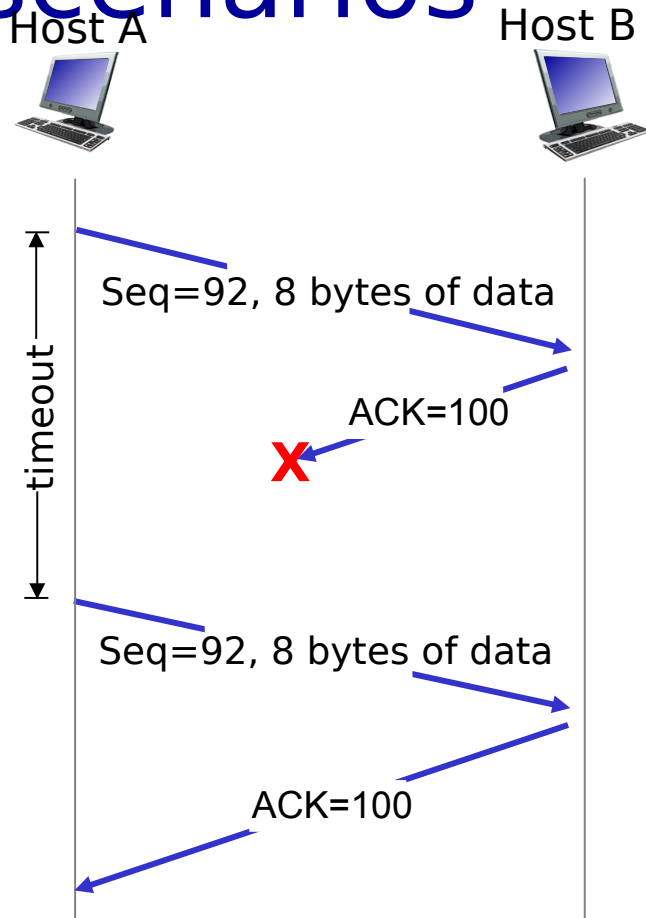 scenarios
Host A
Host B
Seq=92, 8 bytes of data
ACK=100
X
timeout
Seq=92, 8 bytes of data
ACK=100